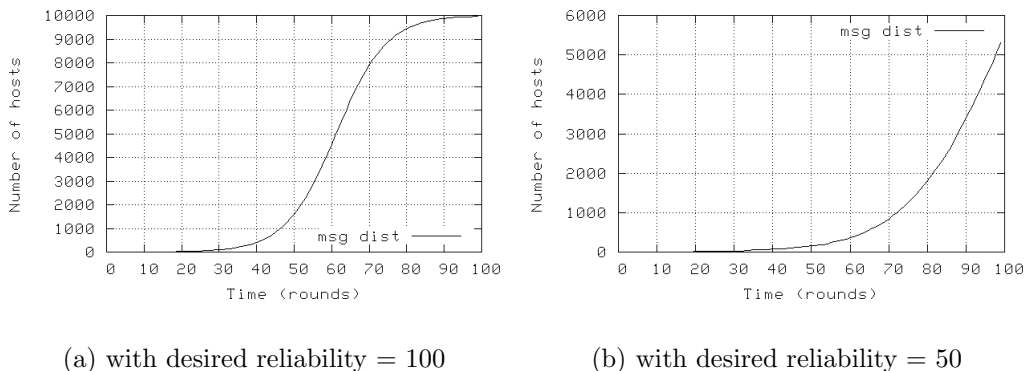 10000
9000
8000
7000
6000
5000
4000
3000
2000
1000
0
Number of hosts
msg dist
0 10 20 30 40 50 60 70 80 90 100
Time (rounds)
(a) with desired reliability = 100
6000
5000
4000
3000
2000
1000
0
Number of hosts
msg dist
0 10 20 30 40 50 60 70 80 90 100
Time (rounds)
(b) with desired reliability = 50